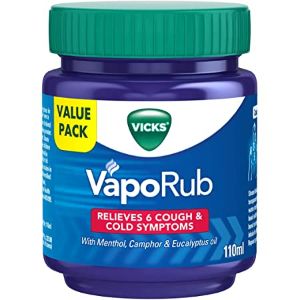 VICKS
VALUE
PACK
VapoRub
RELIEVES 6 COUGH &
COLD SYMPTOMS
With Menthol, Camphor & Eucalyptus oil
110ml